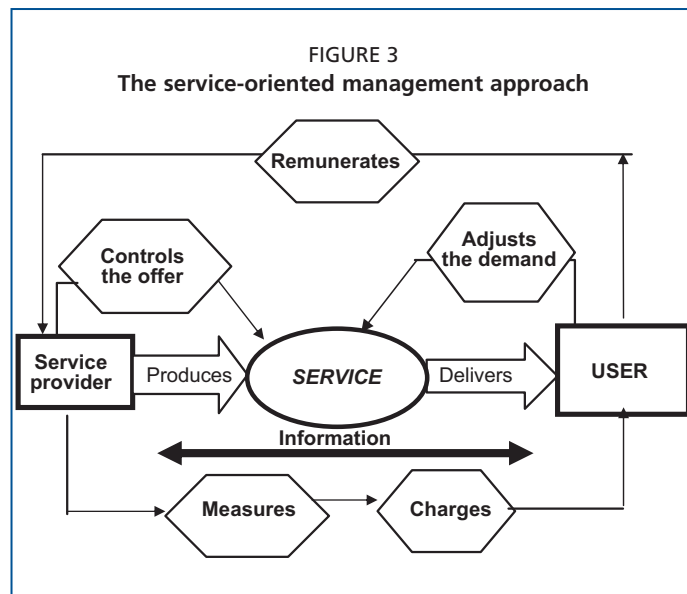 FIGURE 3
The service-oriented management approach
Remunerates
Controls
the offer
Adjusts
the demand
Service
provider
Produces
SERVICE
Delivers
USER
Information
Measures
Charges